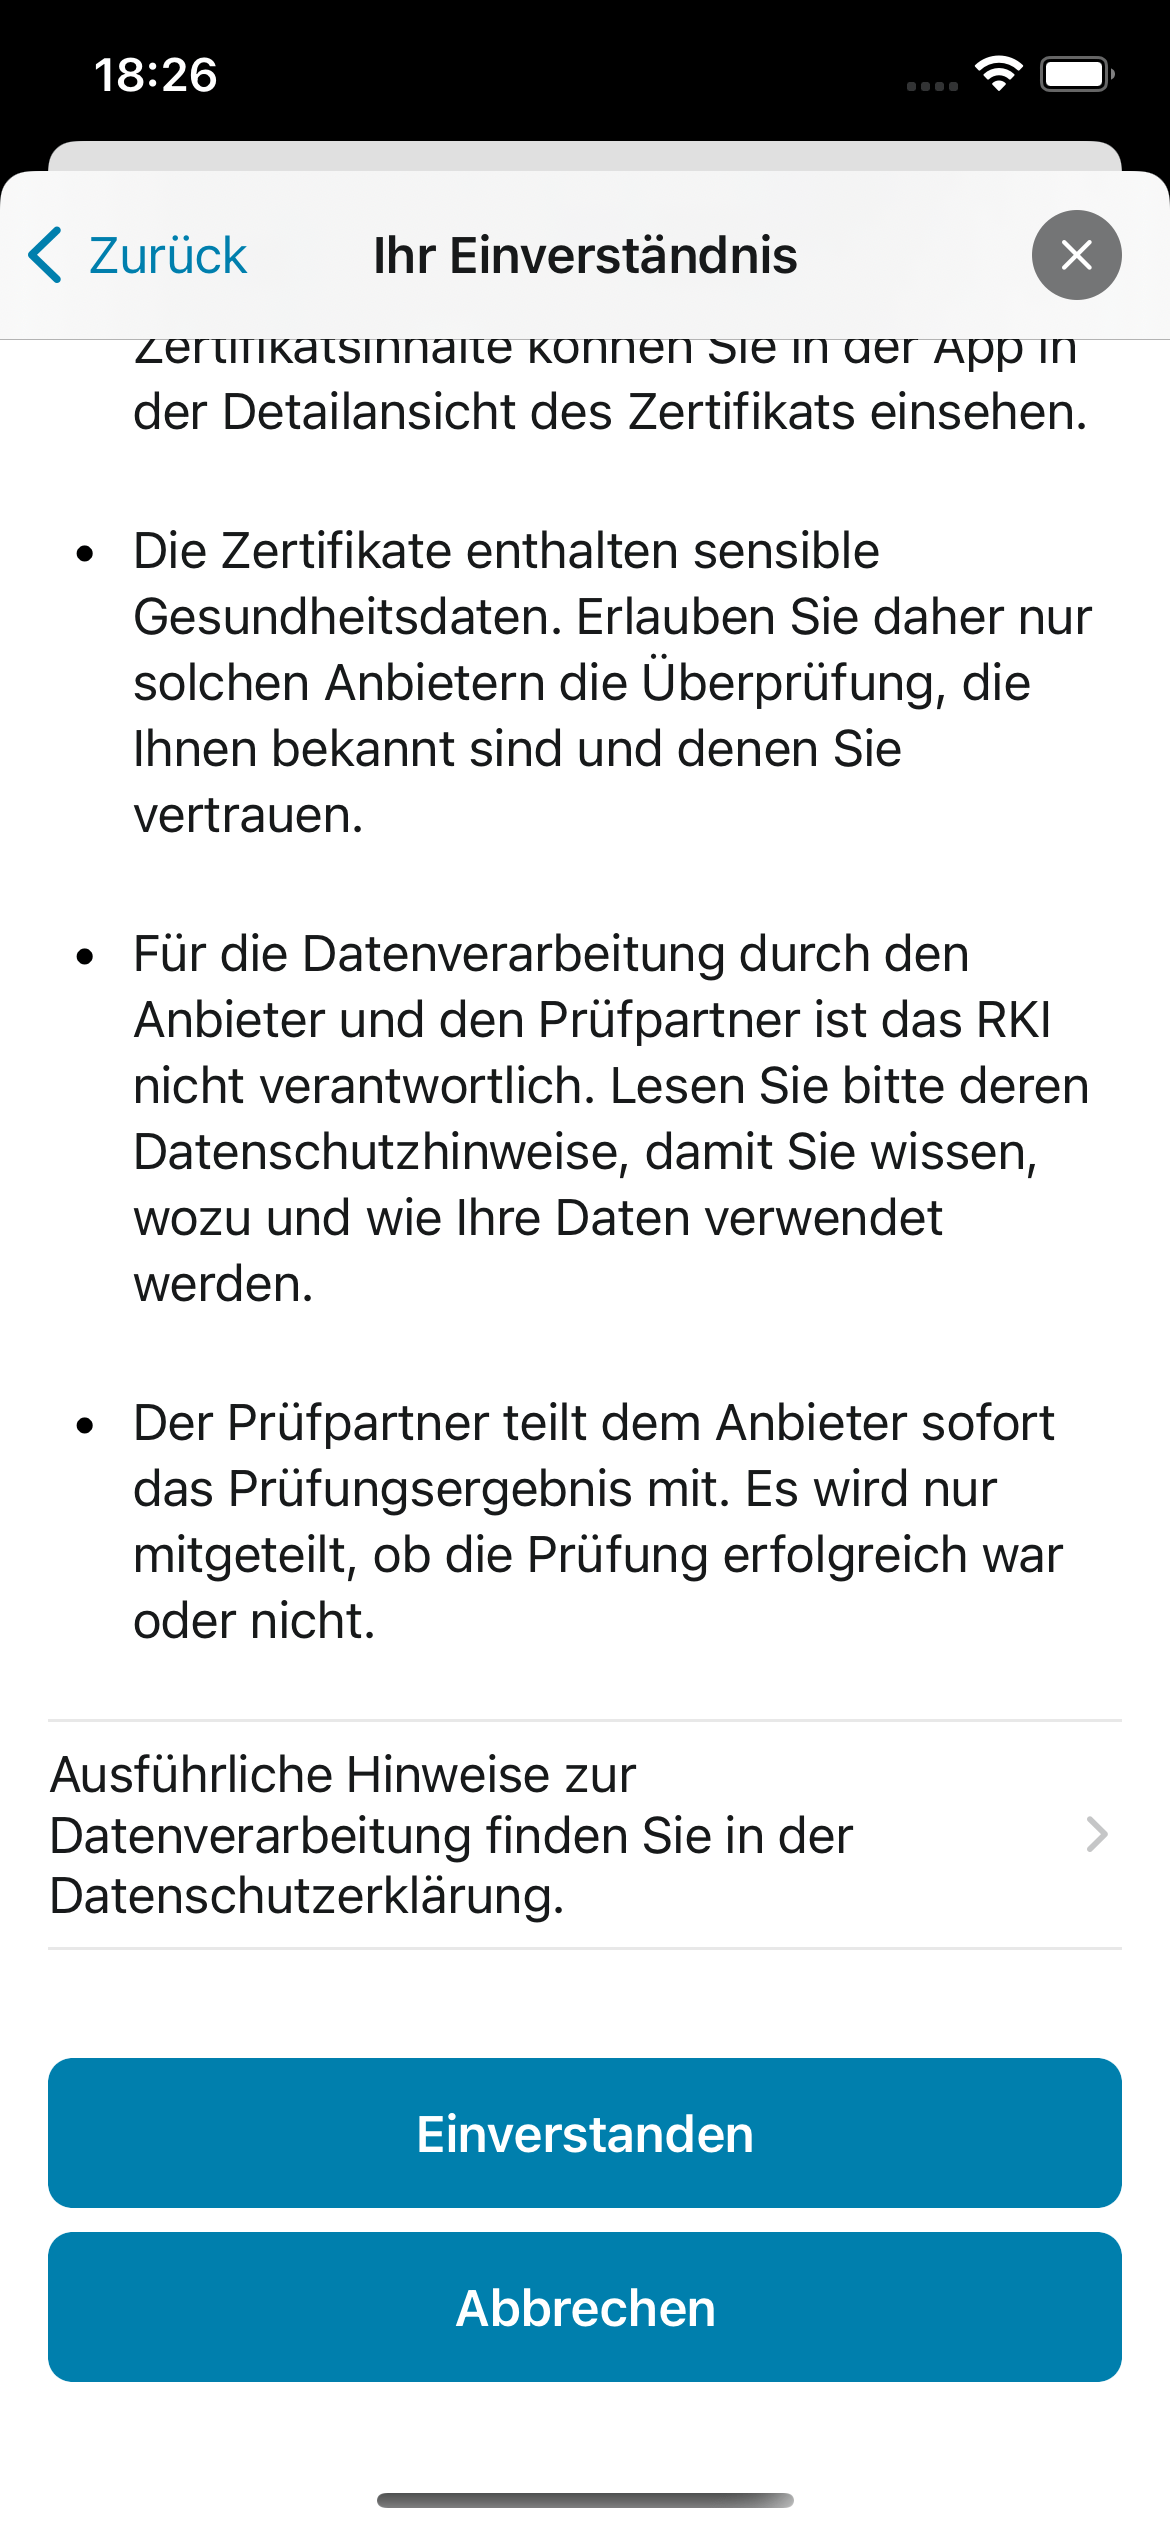 18:26
Zurück
Ihr Einverständnis
Zertifikatsinhalte können Sie in der App in
der Detailansicht des Zertifikats einsehen.
• Die Zertifikate enthalten sensible
Gesundheitsdaten. Erlauben Sie daher nur
solchen Anbietern die Überprüfung, die
Ihnen bekannt sind und denen Sie
vertrauen.
• Für die Datenverarbeitung durch den
Anbieter und den Prüfpartner ist das RKI
nicht verantwortlich. Lesen Sie bitte deren
Datenschutzhinweise, damit Sie wissen,
wozu und wie Ihre Daten verwendet
werden.
• Der Prüfpartner teilt dem Anbieter sofort
das Prüfungsergebnis mit. Es wird nur
mitgeteilt, ob die Prüfung erfolgreich war
oder nicht.
Ausführliche Hinweise zur
Datenverarbeitung finden Sie in der
Datenschutzerklärung.
Einverstanden
Abbrechen